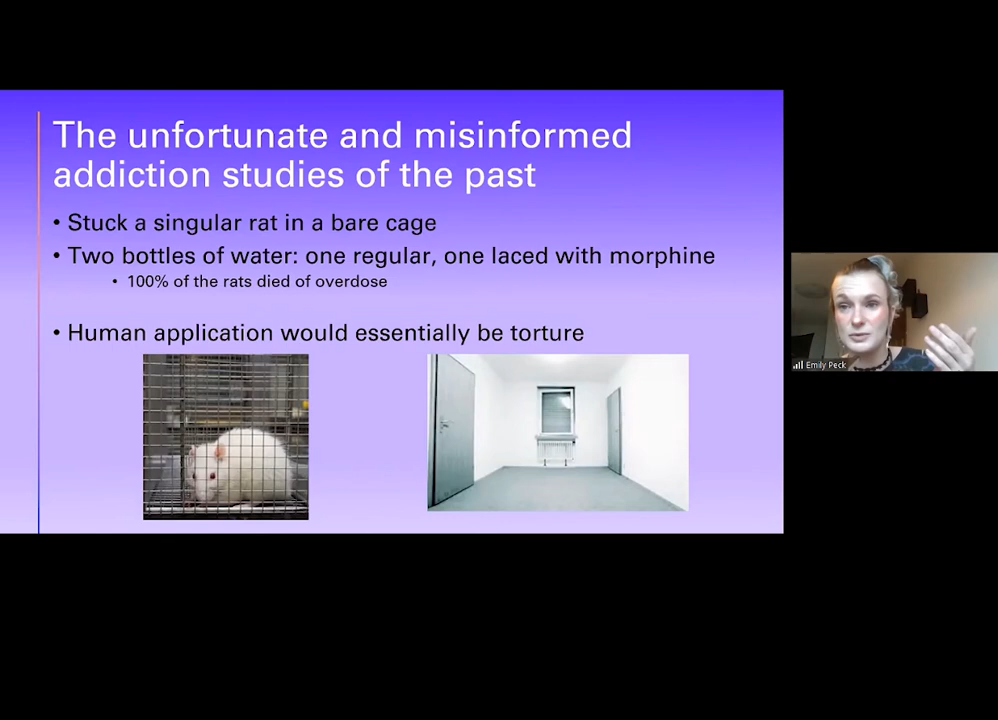 The unfortunate and misinformed
addiction studies of the past
• Stuck a singular rat in a bare cage
• Two bottles of water: one regular, one laced with morphine
• 100% of the rats died of overdose
• Human application would essentially be torture
Emily Peck